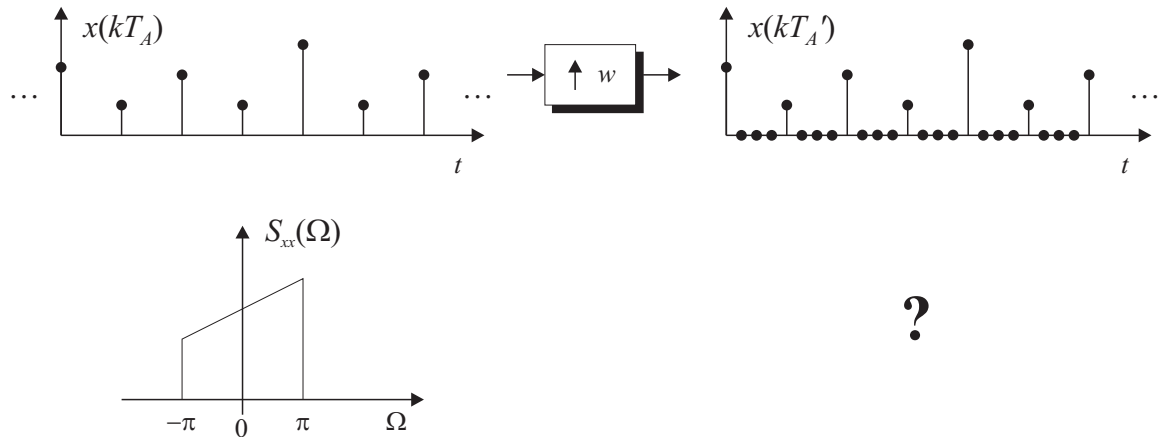 x(kT_A)
… …
t
↑ w
x(kT_A′)
…
t
S_xx(Ω)
−π 0 π Ω
?